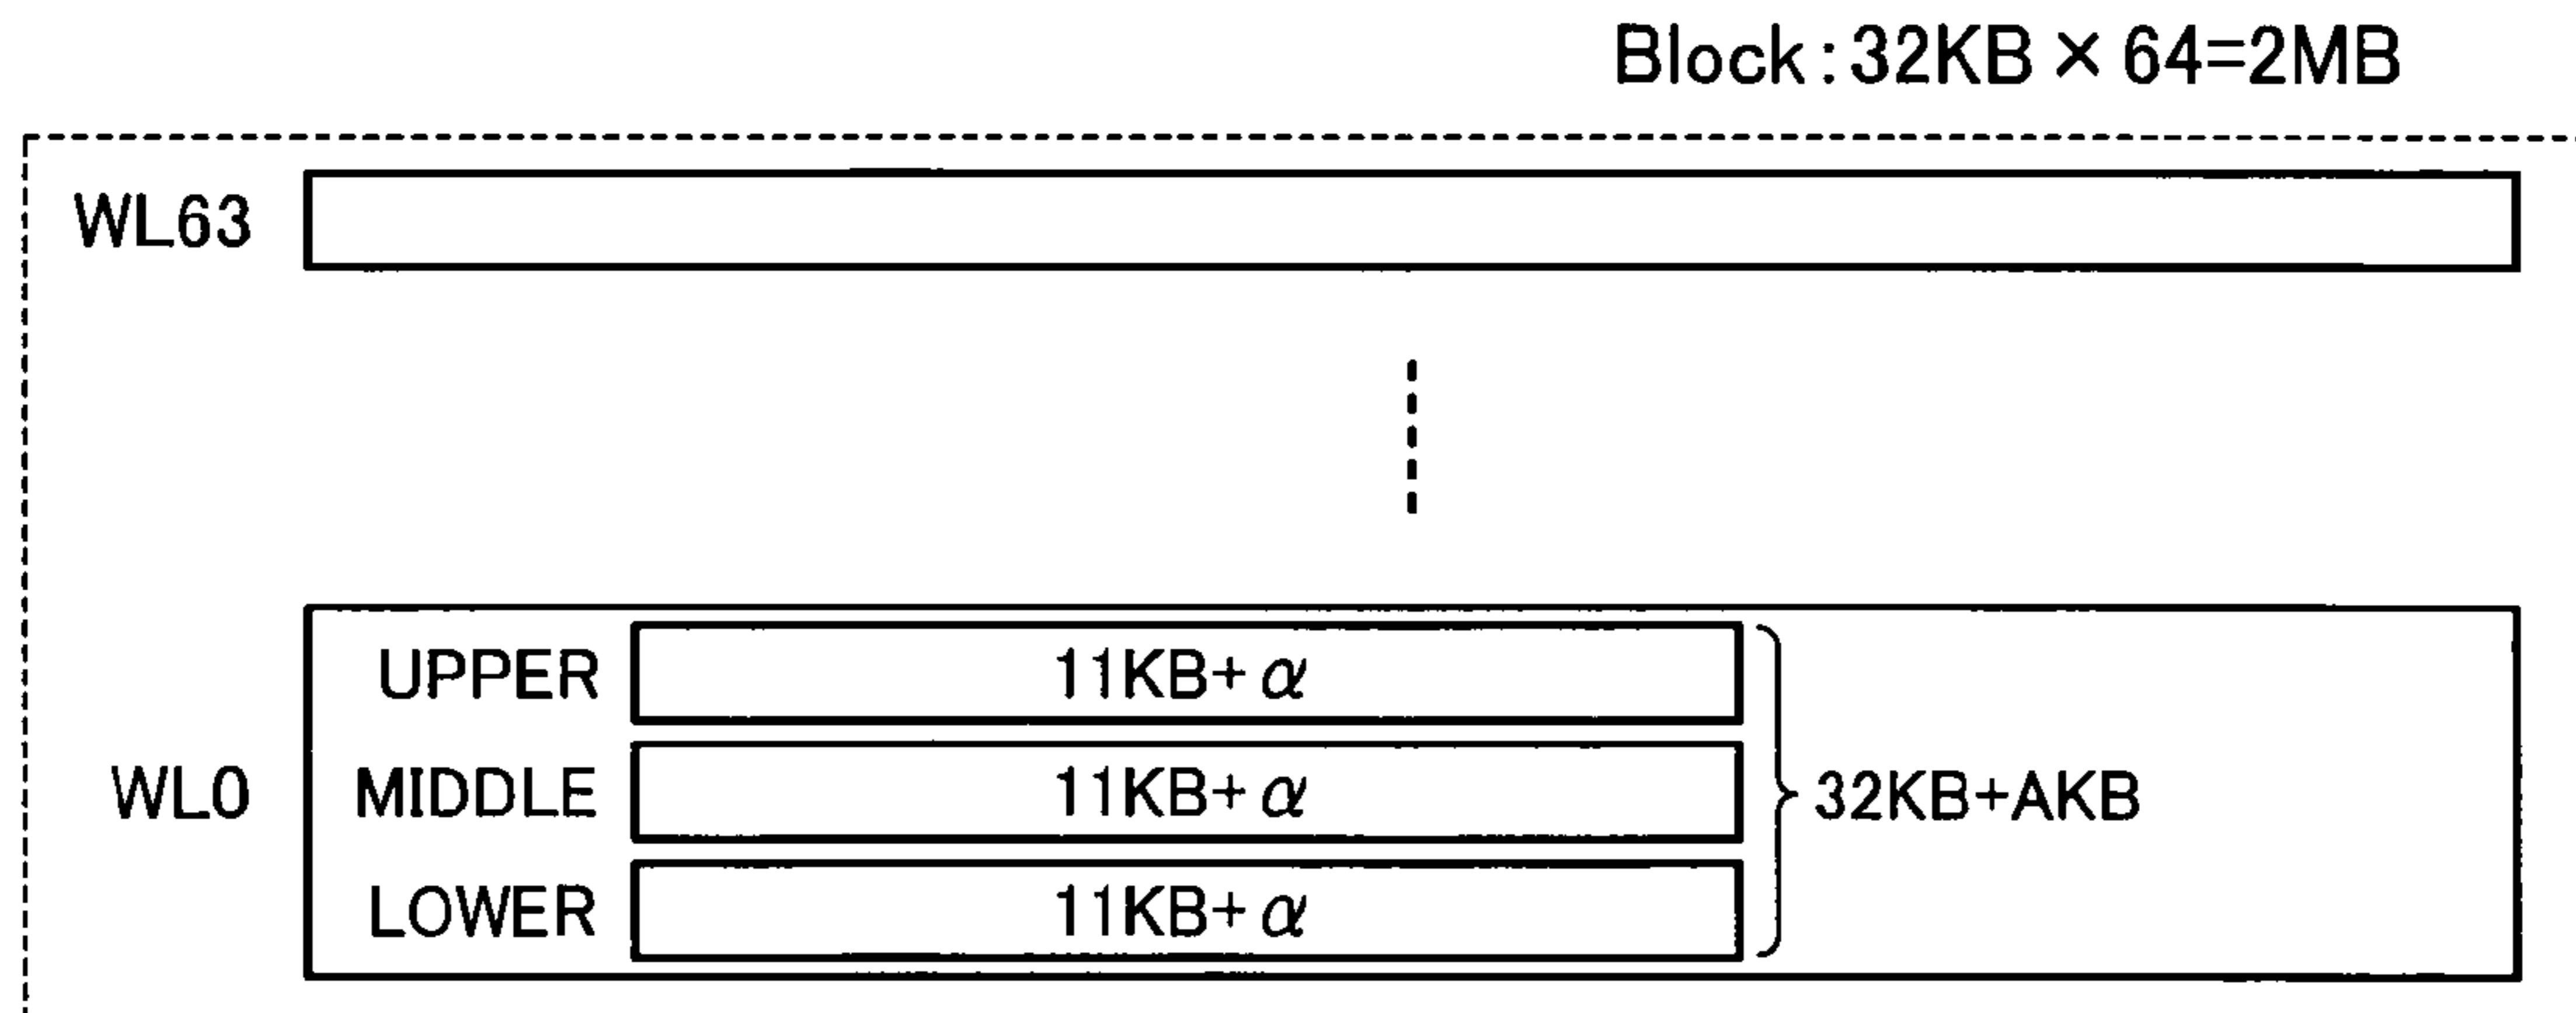 Block:32KB × 64=2MB
WL63
UPPER 11KB+α
WL0 MIDDLE 11KB+α 32KB+AKB
LOWER 11KB+α